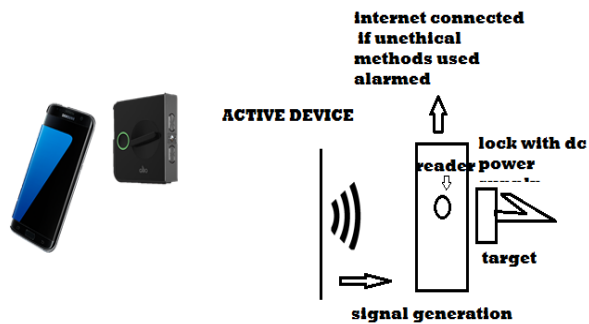 internet connected
if unethical
methods used
alarmed
ACTIVE DEVICE
lock with dc
reader power
target
signal generation